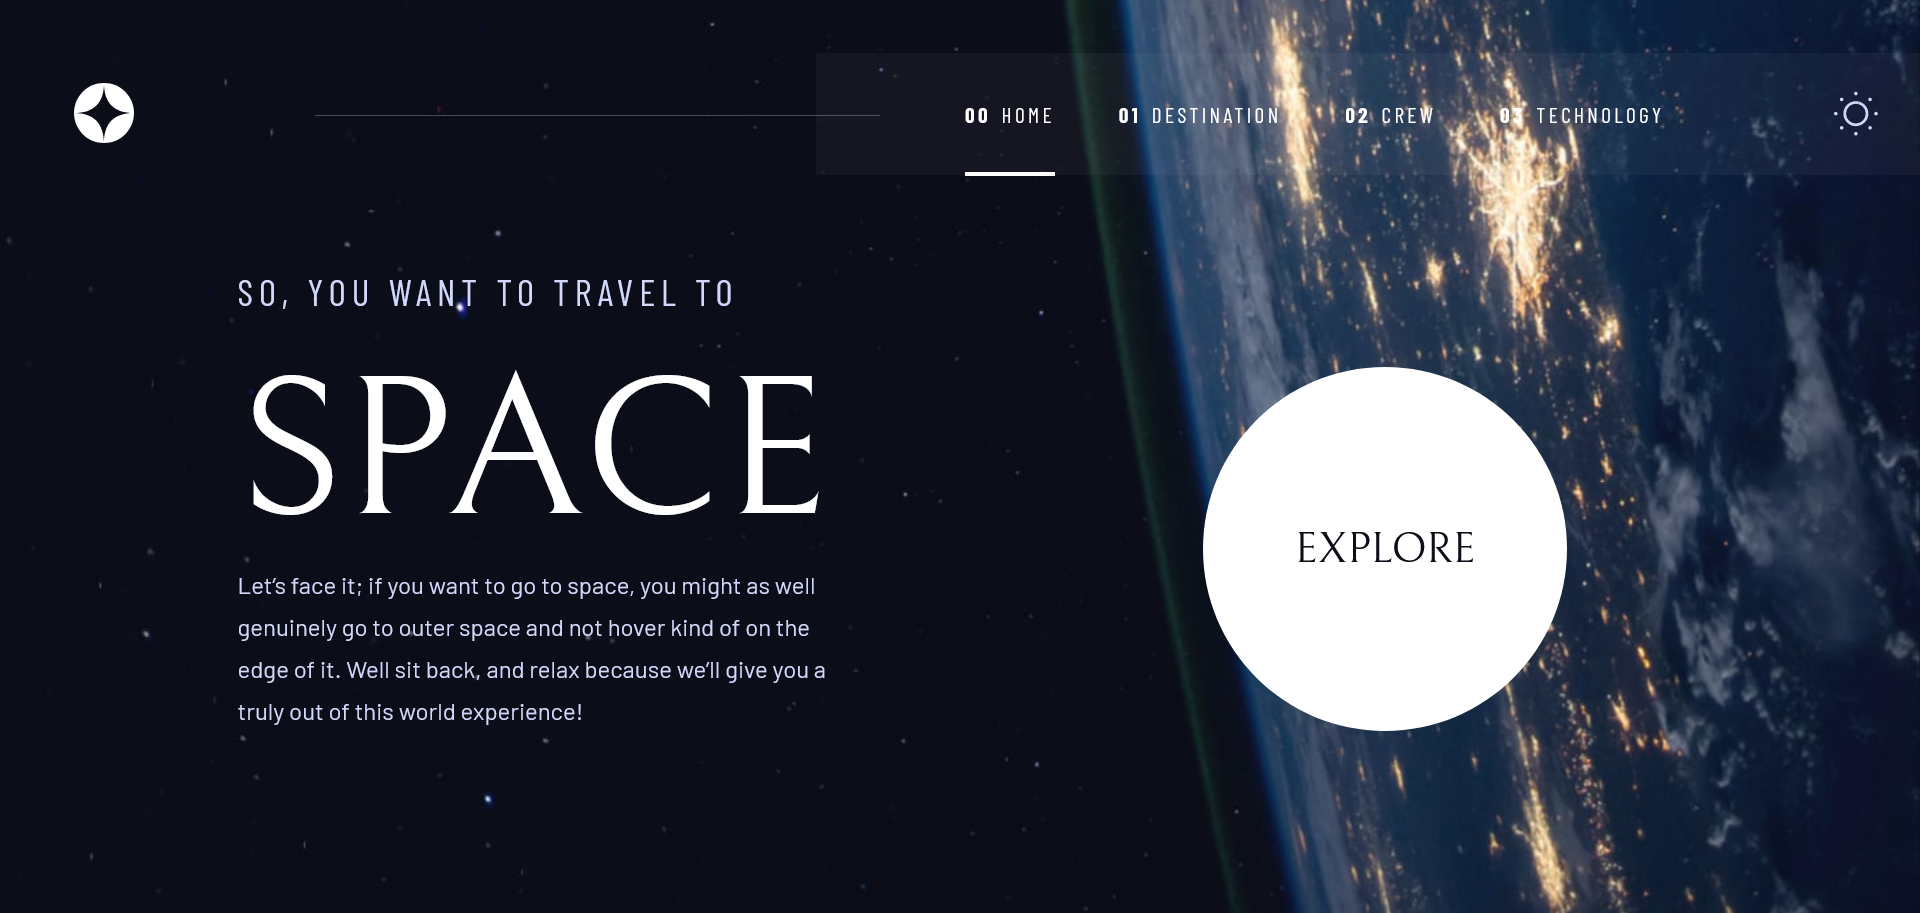 00 HOME 01 DESTINATION 02 CREW 03 TECHNOLOGY
SO, YOU WANT TO TRAVEL TO
SPACE
Let’s face it; if you want to go to space, you might as well
genuinely go to outer space and not hover kind of on the
edge of it. Well sit back, and relax because we’ll give you a
truly out of this world experience!
EXPLORE